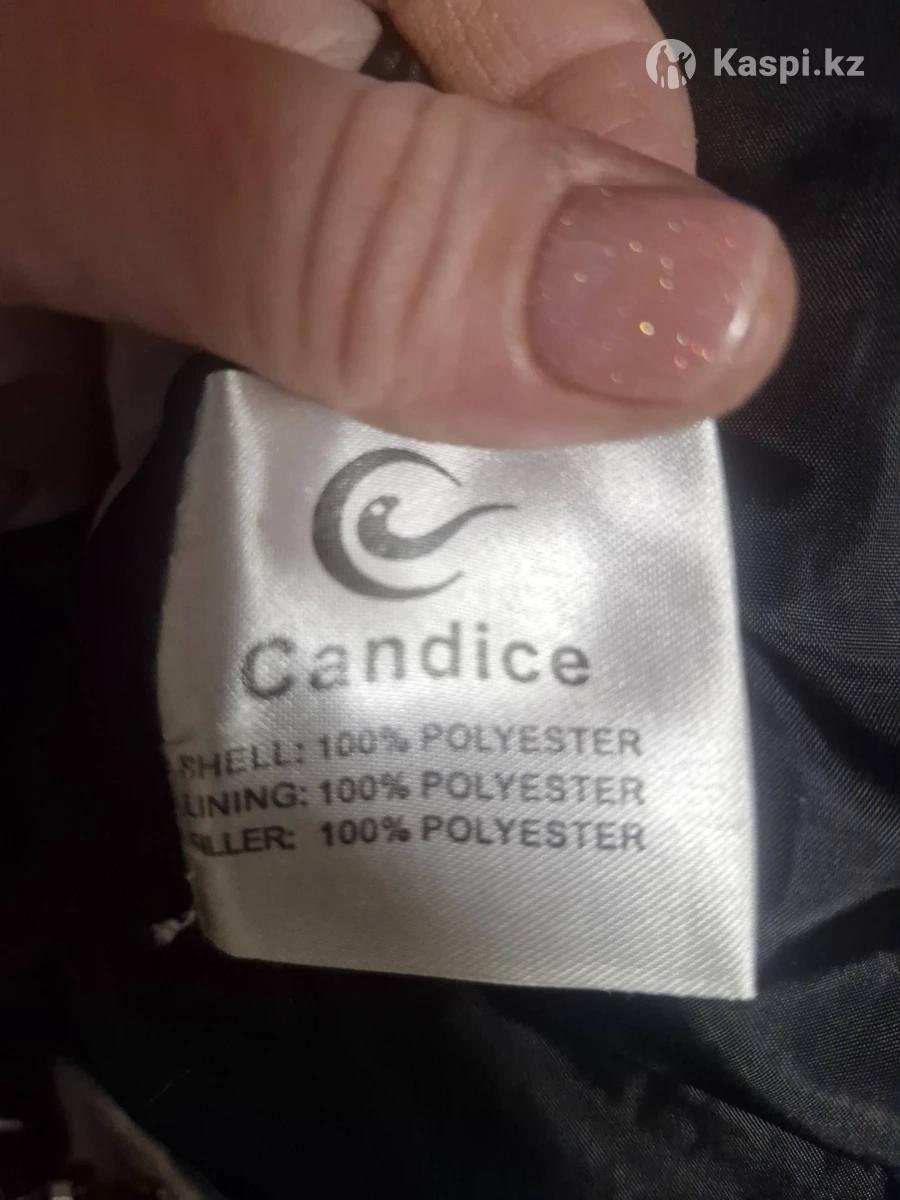 Kaspi.kz
Candice
SHELL: 100% POLYESTER
LINING: 100% POLYESTER
FILLER: 100% POLYESTER